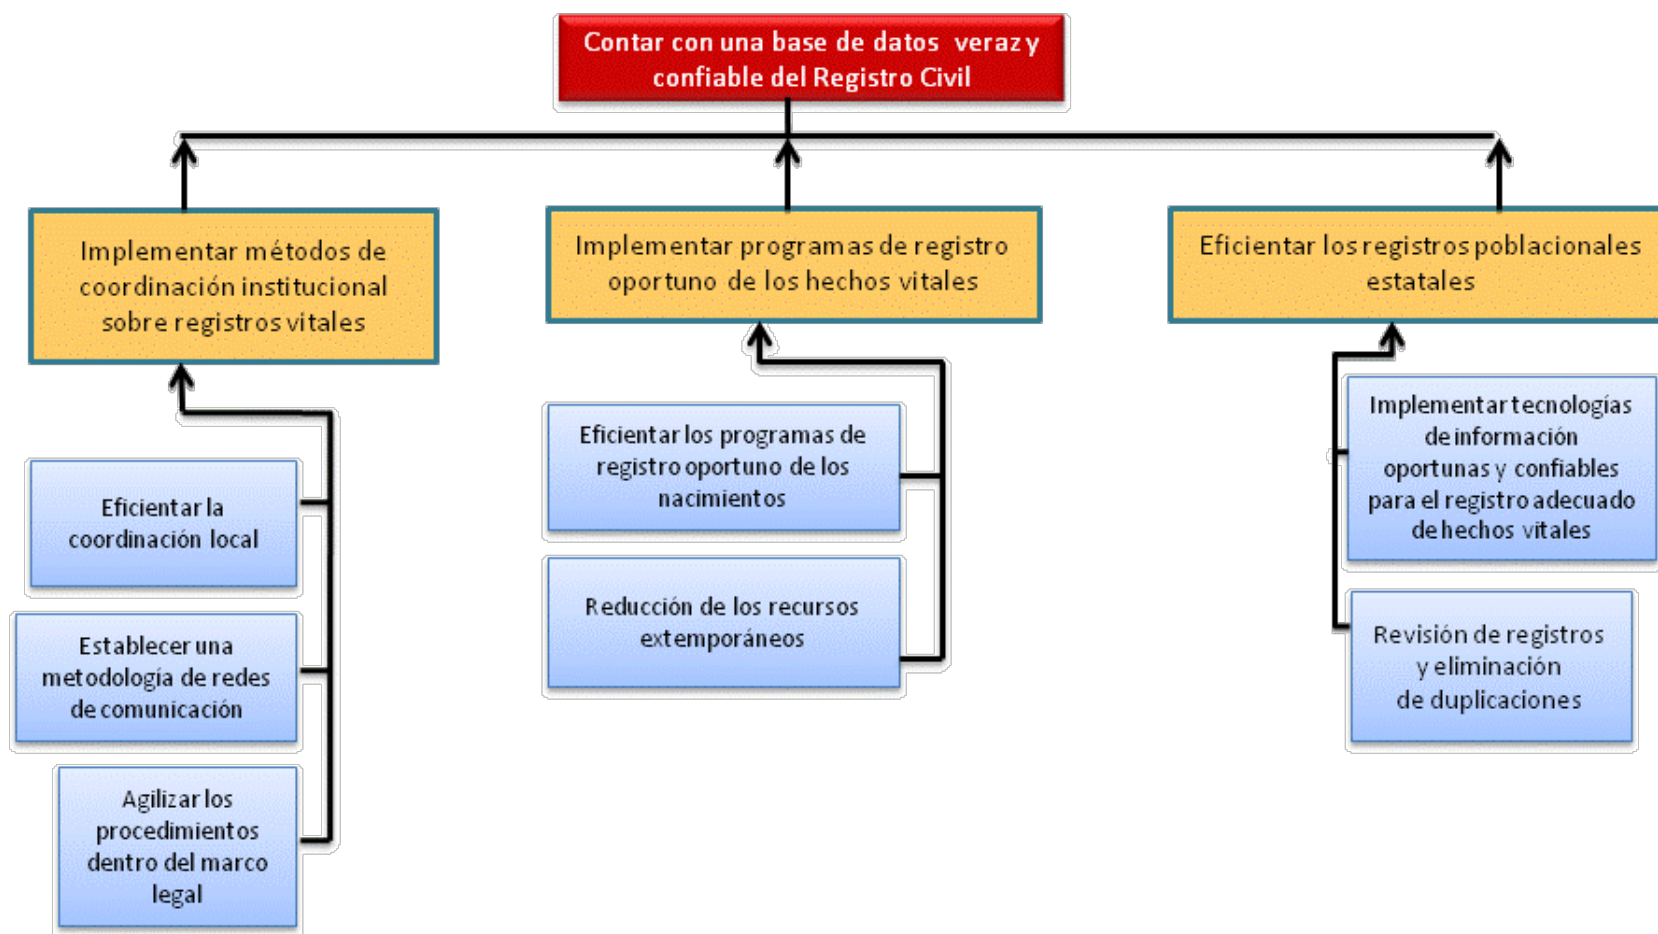 Contar con una base de datos veraz y
confiable del Registro Civil
Implementar métodos de
coordinación institucional
sobre registros vitales
Implementar programas de registro
oportuno de los hechos vitales
Eficientar los registros poblacionales
estatales
Eficientar la
coordinación local
Establecer una
metodología de redes
de comunicación
Agilizar los
procedimientos
dentro del marco
legal
Eficientar los programas de
registro oportuno de los
nacimientos
Reducción de los recursos
extemporáneos
Implementar tecnologías
de información
oportunas y confiables
para el registro adecuado
de hechos vitales
Revisión de registros
y eliminación
de duplicaciones